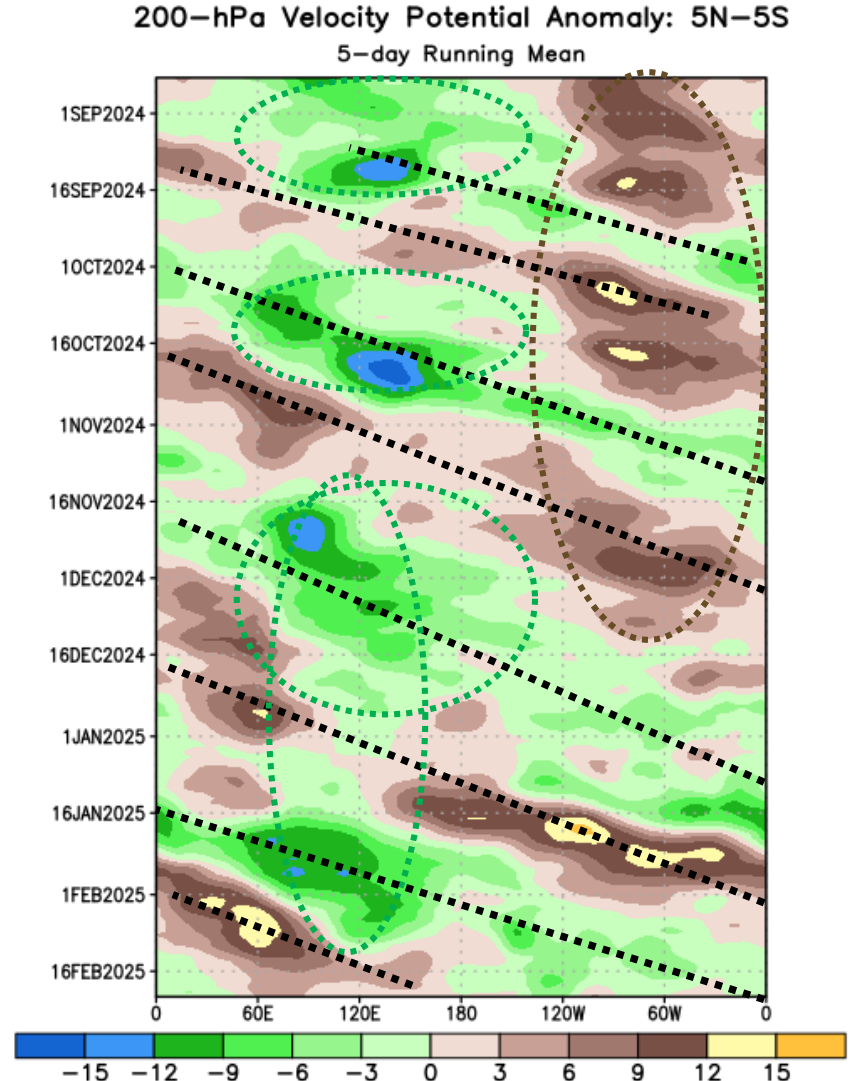 200-hPa Velocity Potential Anomaly: 5N-5S
5-day Running Mean
1SEP2024
16SEP2024
1OCT2024
16OCT2024
1NOV2024
16NOV2024
1DEC2024
16DEC2024
1JAN2025
16JAN2025
1FEB2025
16FEB2025
0 60E 120E 180 120W 60W 0
-15 -12 -9 -6 -3 0 3 6 9 12 15